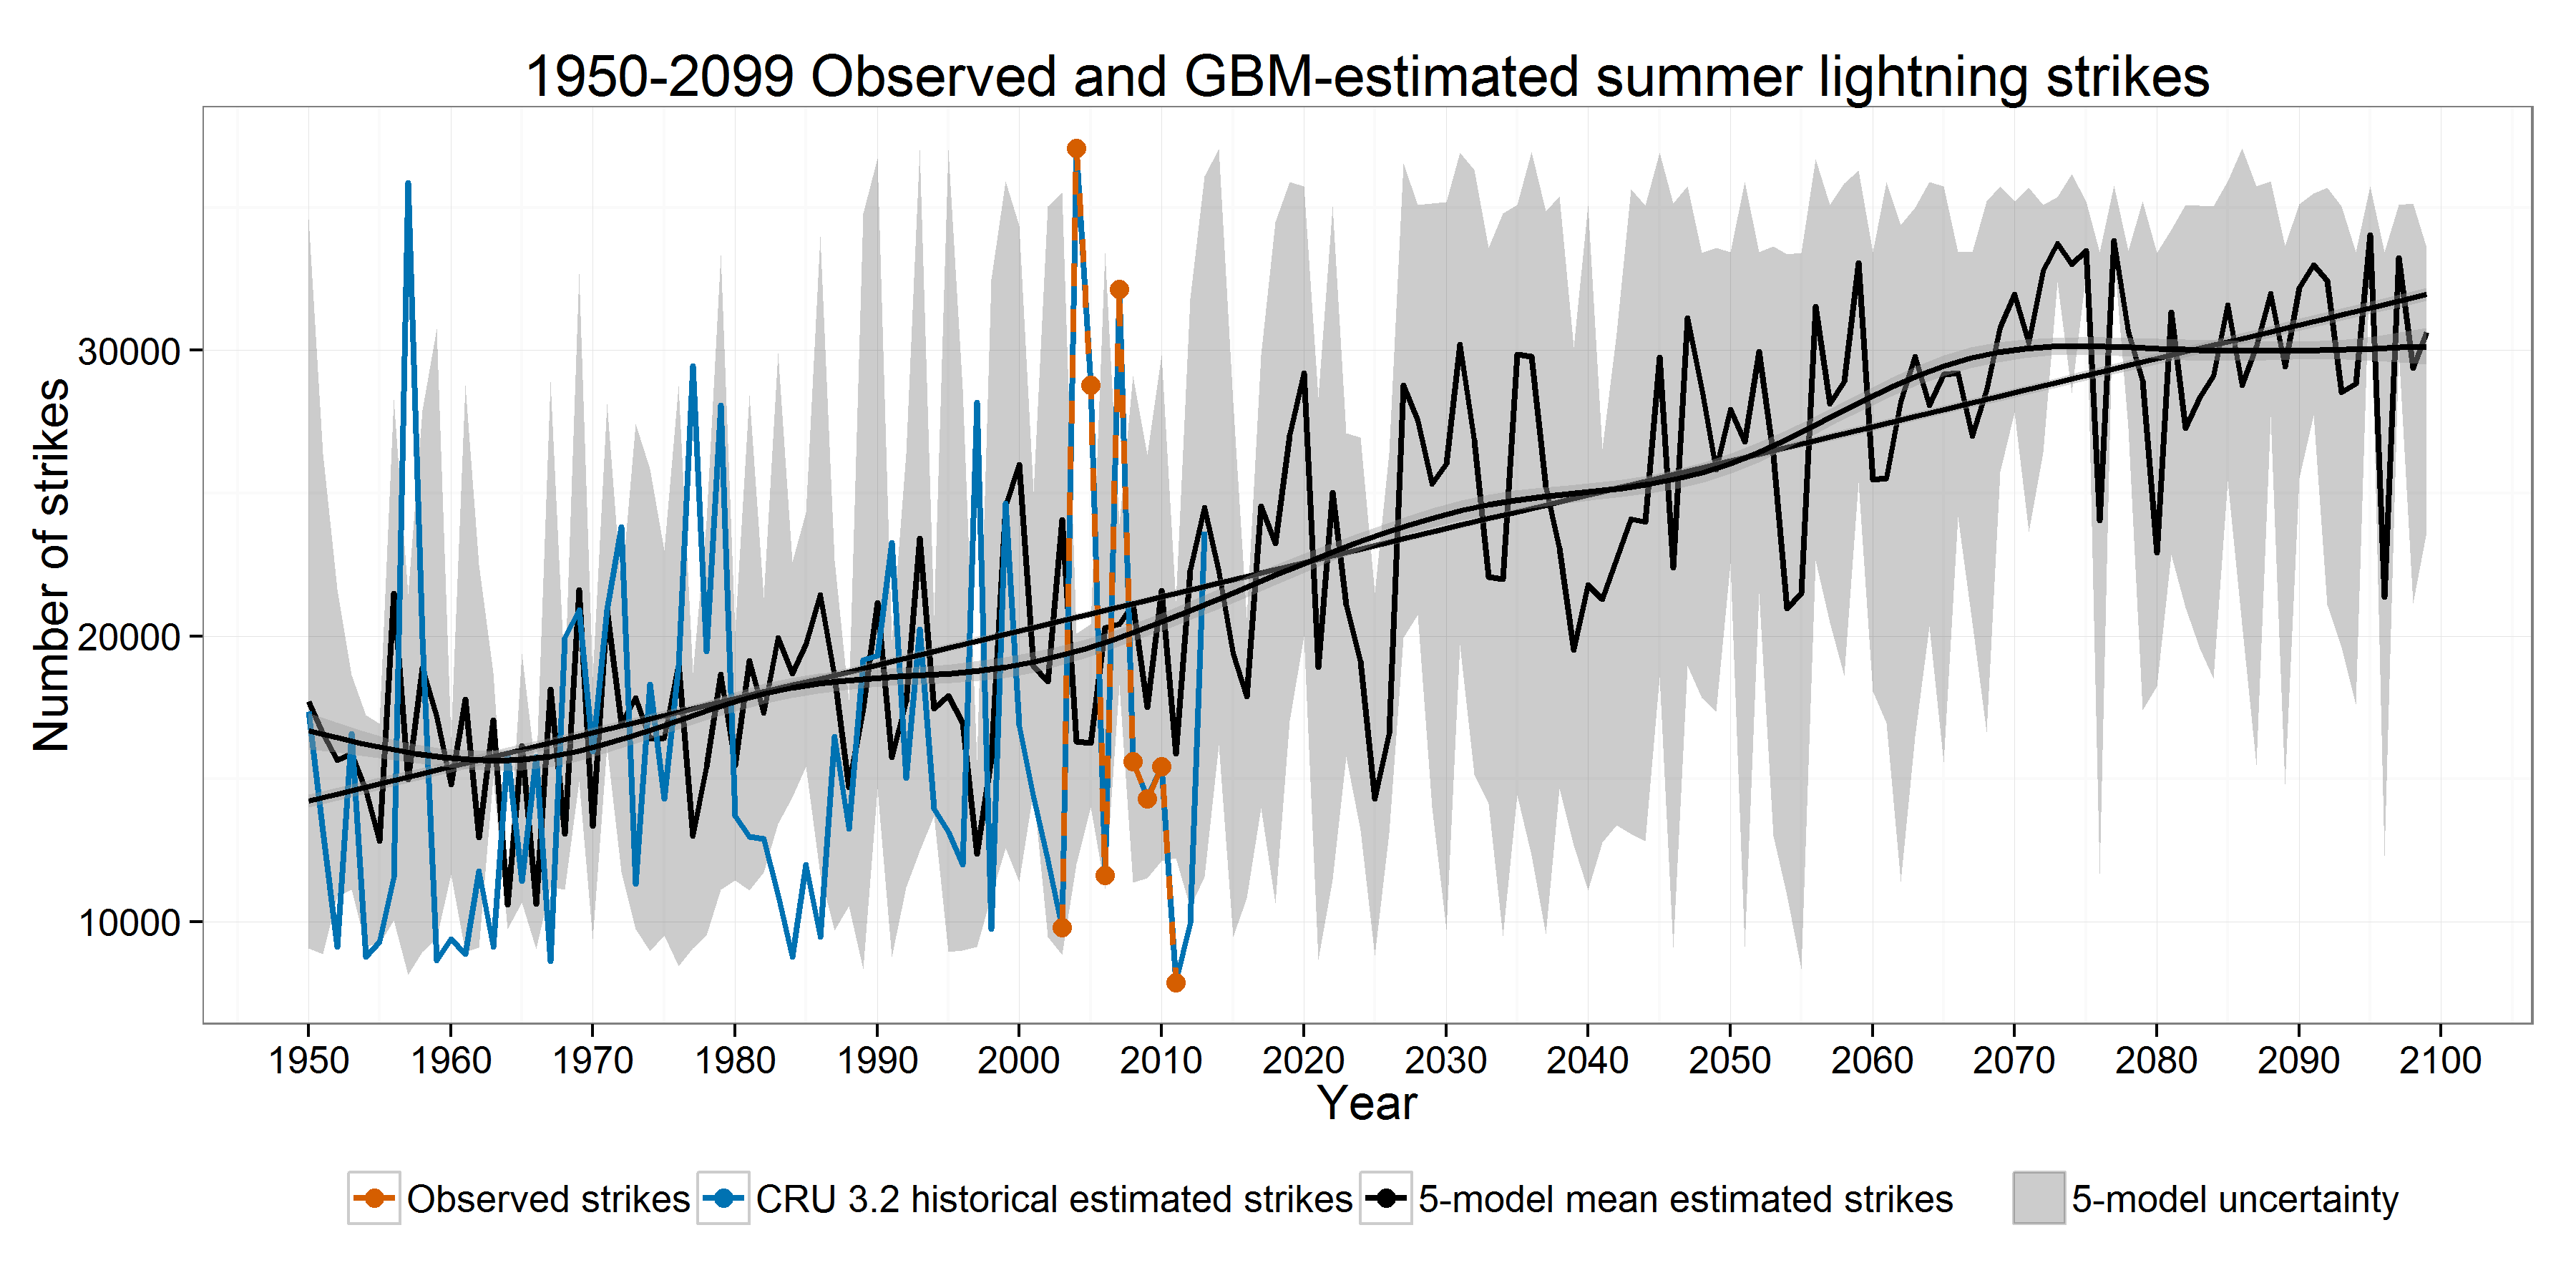 1950-2099 Observed and GBM-estimated summer lightning strikes
Number of strikes
30000
20000
10000
1950 1960 1970 1980 1990 2000 2010 2020 2030 2040 2050 2060 2070 2080 2090 2100
Year
Observed strikes CRU 3.2 historical estimated strikes 5-model mean estimated strikes 5-model uncertainty